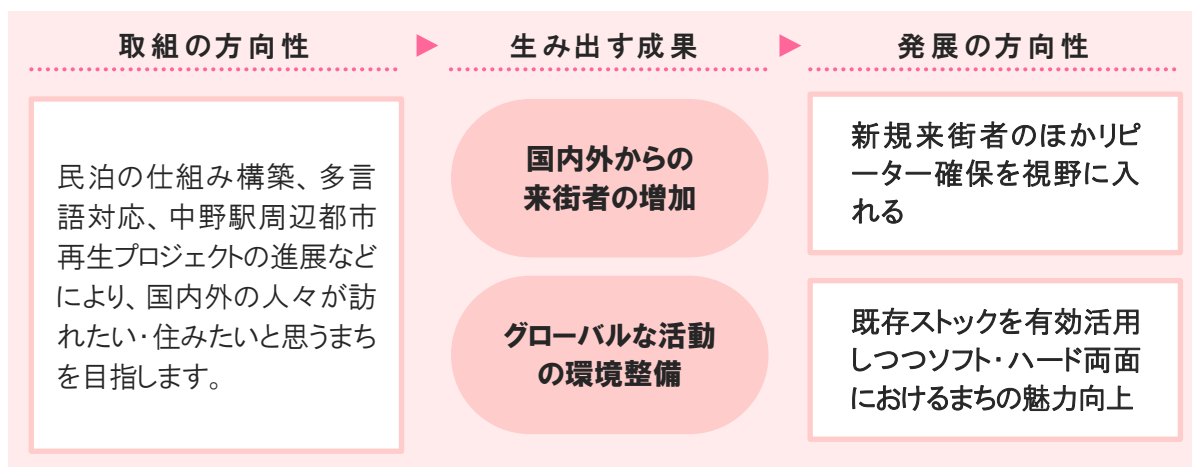 取組の方向性
▶
生み出す成果
▶
発展の方向性
民泊の仕組み構築、多言
語対応、中野駅周辺都市
再生プロジェクトの進展など
により、国内外の人々が訪
れたい・住みたいと思うまち
を目指します。
国内外からの
来街者の増加
グローバルな活動
の環境整備
新規来街者のほかリピ
ーター確保を視野に入
れる
既存ストックを有効活用
しつつソフト・ハード両面
におけるまちの魅力向上